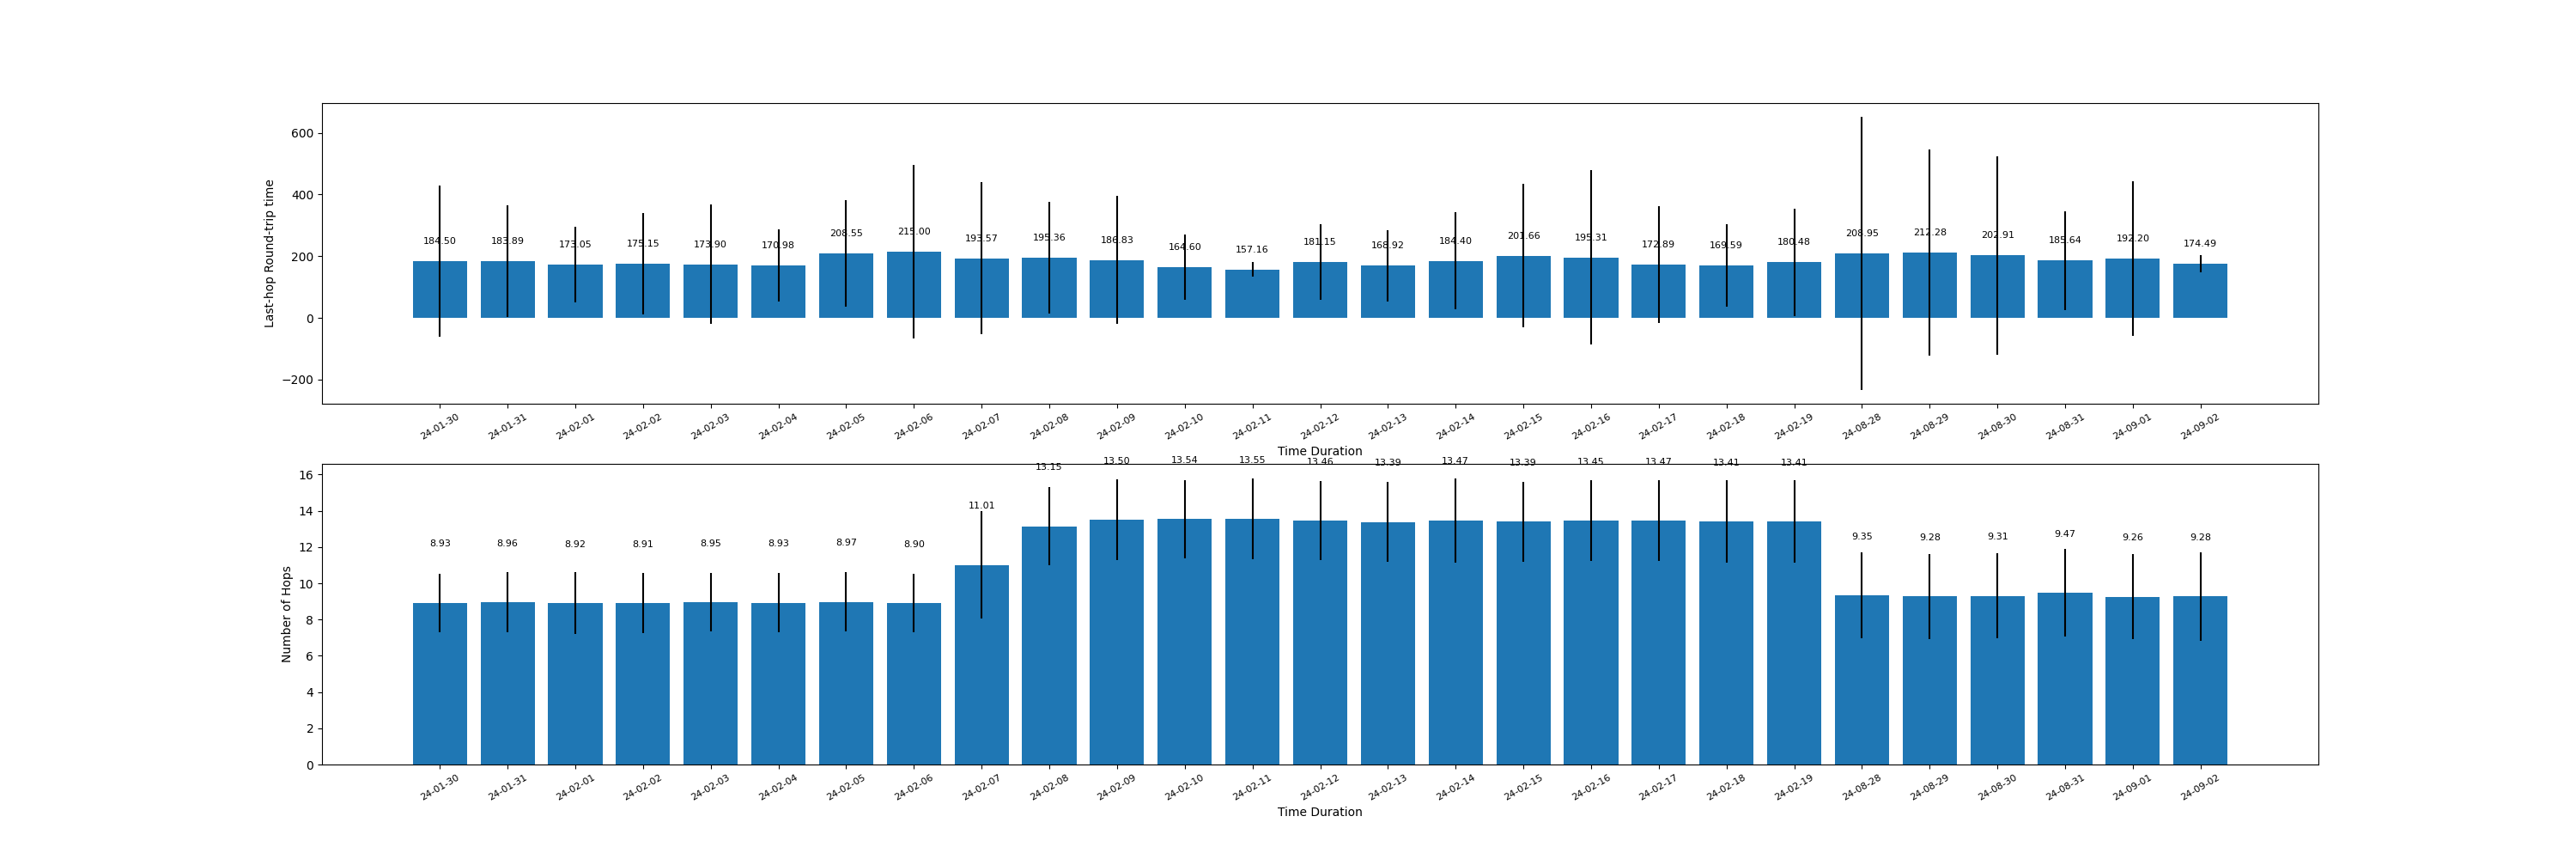 600
400
200
0
−200
Last-hop Round-trip time
184.50 183.89 173.05 175.15 173.90 170.98 208.55 215.00 193.57 195.36 186.83 164.60 157.16 181.15 168.92 184.40 201.66 195.31 172.89 169.59 180.48 208.95 212.28 202.91 185.64 192.20 174.49
24-01-30 24-01-31 24-02-01 24-02-02 24-02-03 24-02-04 24-02-05 24-02-06 24-02-07 24-02-08 24-02-09 24-02-10 24-02-11 24-02-12 24-02-13 24-02-14 24-02-15 24-02-16 24-02-17 24-02-18 24-02-19 24-08-28 24-08-29 24-08-30 24-08-31 24-09-01 24-09-02
Time Duration
16
14
12
10
8
6
4
2
0
Number of Hops
8.93 8.96 8.92 8.91 8.95 8.93 8.97 8.90 11.01 13.15 13.50 13.54 13.55 13.46 13.39 13.47 13.39 13.45 13.47 13.41 13.41 9.35 9.28 9.31 9.47 9.26 9.28
24-01-30 24-01-31 24-02-01 24-02-02 24-02-03 24-02-04 24-02-05 24-02-06 24-02-07 24-02-08 24-02-09 24-02-10 24-02-11 24-02-12 24-02-13 24-02-14 24-02-15 24-02-16 24-02-17 24-02-18 24-02-19 24-08-28 24-08-29 24-08-30 24-08-31 24-09-01 24-09-02
Time Duration